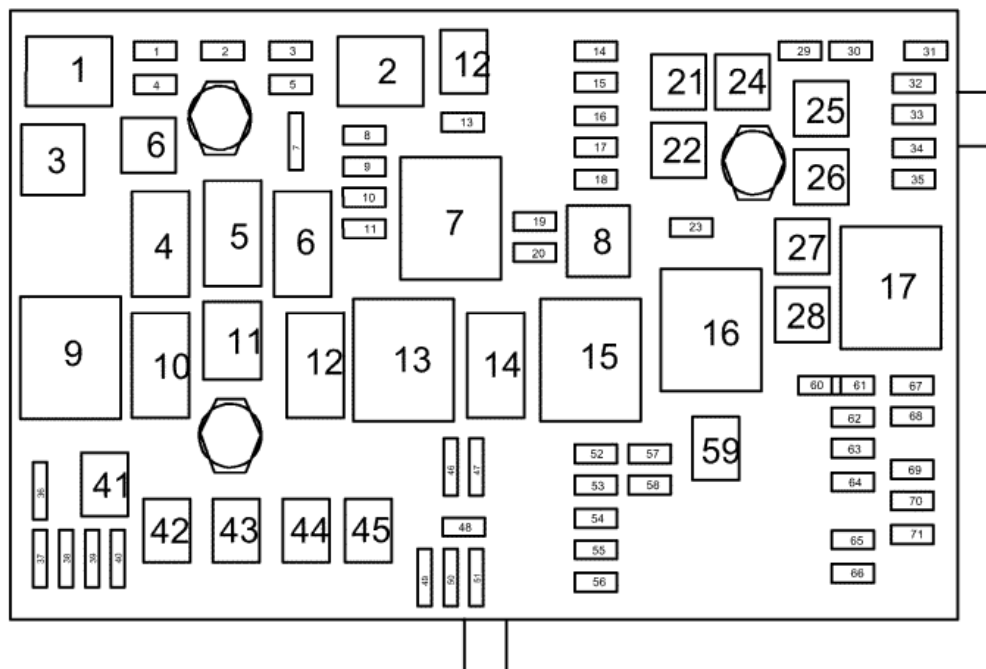 1 2 3 14 29 30 31
1 2 12
4 5 15 21 24 32
25
3 6 7 8 13 16 22 33
9 17 34
10 18 26 35
4 5 6 11 7 19 8 23 27 17
20
9 10 11 12 13 14 15 16 28
60 61 67
62 68
46 47 52 57 59 63
36 41 53 58 64 69
70
42 43 44 45 48 54 65 71
37 38 39 40 49 50 51 55
56 66